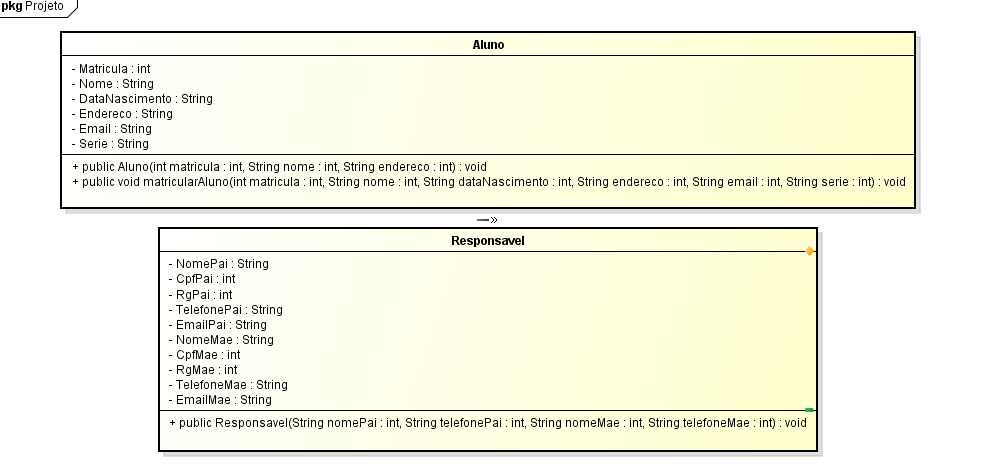 pkg Projeto
Aluno
- Matricula : int
- Nome : String
- DataNascimento : String
- Endereco : String
- Email : String
- Serie : String
+ public Aluno(int matricula : int, String nome : int, String endereco : int) : void
+ public void matricularAluno(int matricula : int, String nome : int, String dataNascimento : int, String endereco : int, String email : int, String serie : int) : void
Responsavel
- NomePai : String
- CpfPai : int
- RgPai : int
- TelefonePai : String
- EmailPai : String
- NomeMae : String
- CpfMae : int
- RgMae : int
- TelefoneMae : String
- EmailMae : String
+ public Responsavel(String nomePai : int, String telefonePai : int, String nomeMae : int, String telefoneMae : int) : void